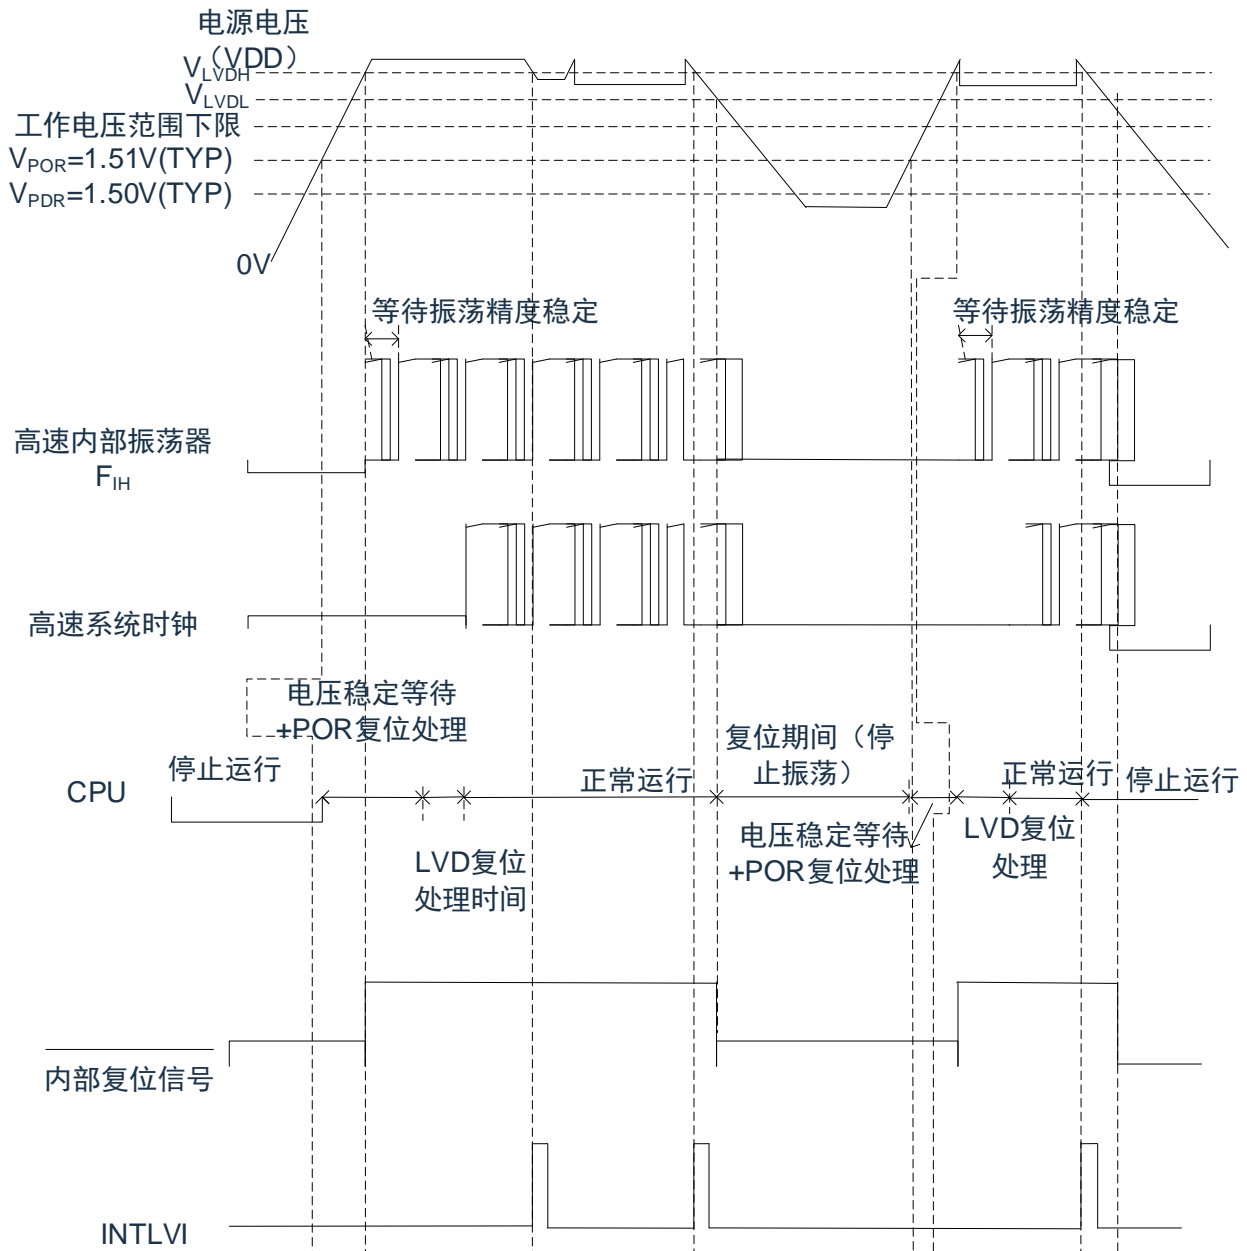 电源电压
(VDD)
VLVDH
VLVDL
工作电压范围下限
VPOR=1.51V(TYP)
VPDR=1.50V(TYP)
0V
等待振荡精度稳定
等待振荡精度稳定
高速内部振荡器
FIH
高速系统时钟
电压稳定等待
+POR复位处理
复位期间（停
止振荡）
CPU
停止运行
正常运行
正常运行
停止运行
LVD复位
处理时间
电压稳定等待
+POR复位处理
LVD复位
处理
内部复位信号
INTLVI